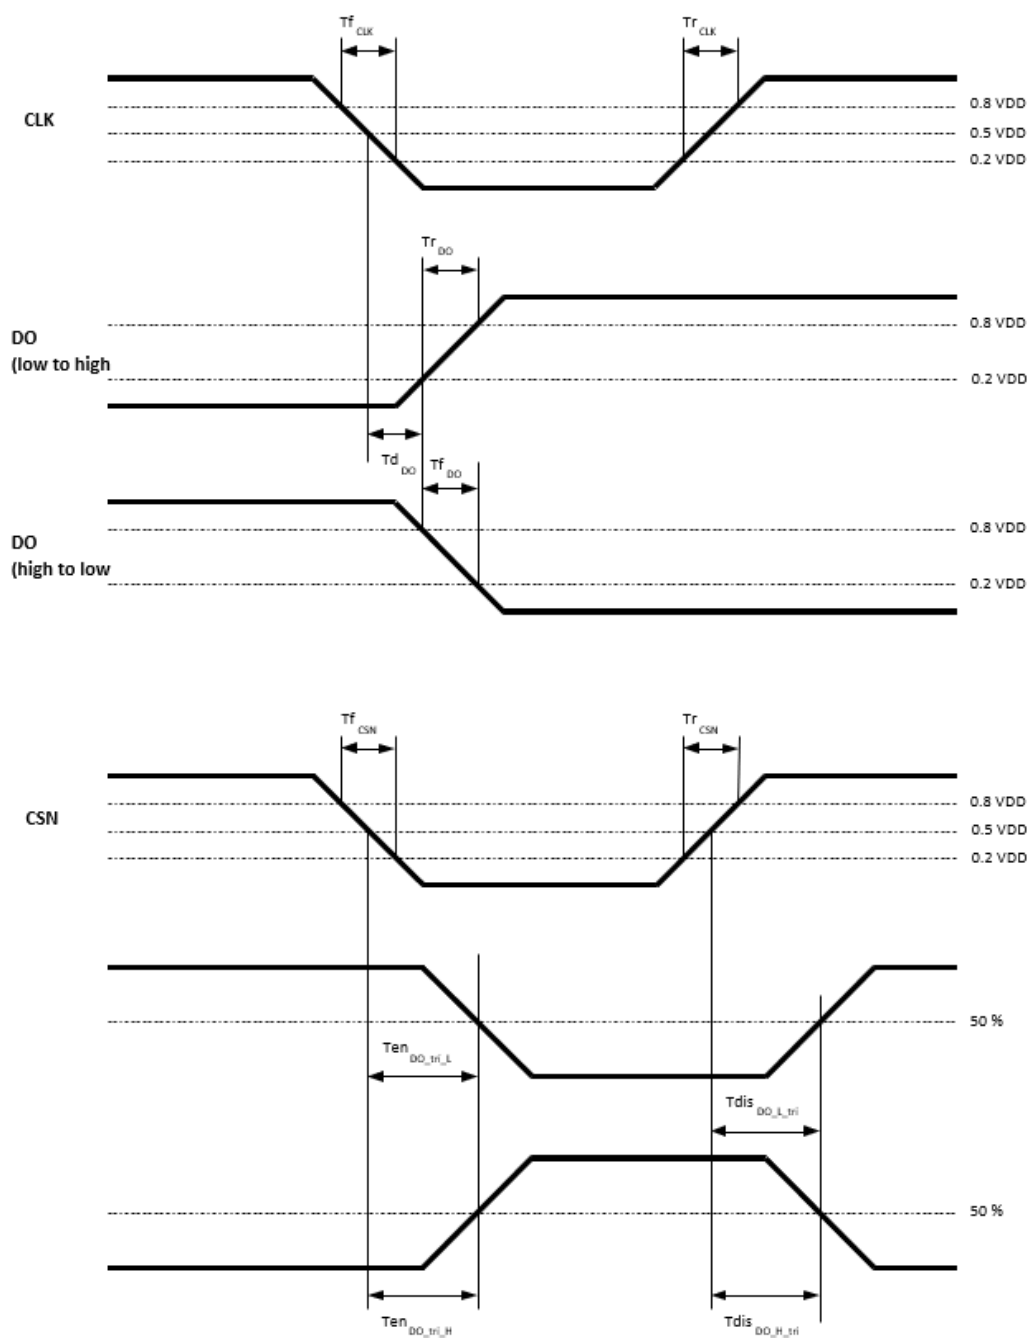 Tf CLK
Tr CLK
CLK
0.8 VDD
0.5 VDD
0.2 VDD
Tr DO
DO
(low to high
0.8 VDD
0.2 VDD
Td DO
Tf DO
DO
(high to low
0.8 VDD
0.2 VDD
Tf CSN
Tr CSN
CSN
0.8 VDD
0.5 VDD
0.2 VDD
50 %
Ten DO_tri_L
Tdis DO_L_tri
50 %
Ten DO_tri_H
Tdis DO_H_tri